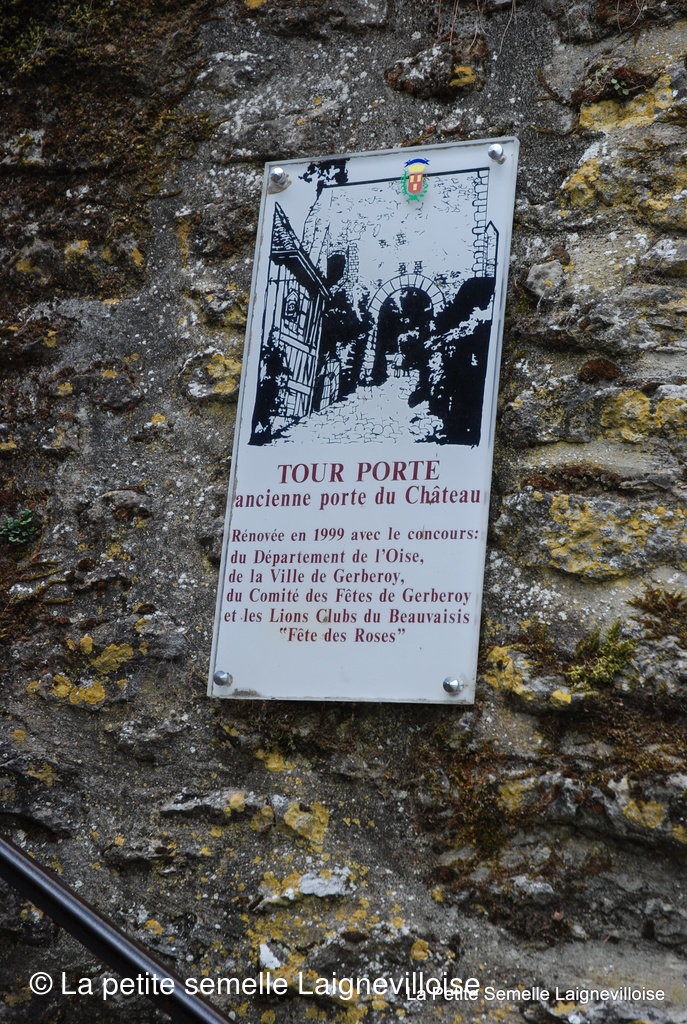 TOUR PORTE
ancienne porte du Château
Rénovée en 1999 avec le concours:
du Département de l'Oise,
de la Ville de Gerberoy,
du Comité des Fêtes de Gerberoy
et les Lions Clubs du Beauvaisis
"Fête des Roses"
© La petite semelle Laignevilloise
La Petite Semelle Laignevilloise